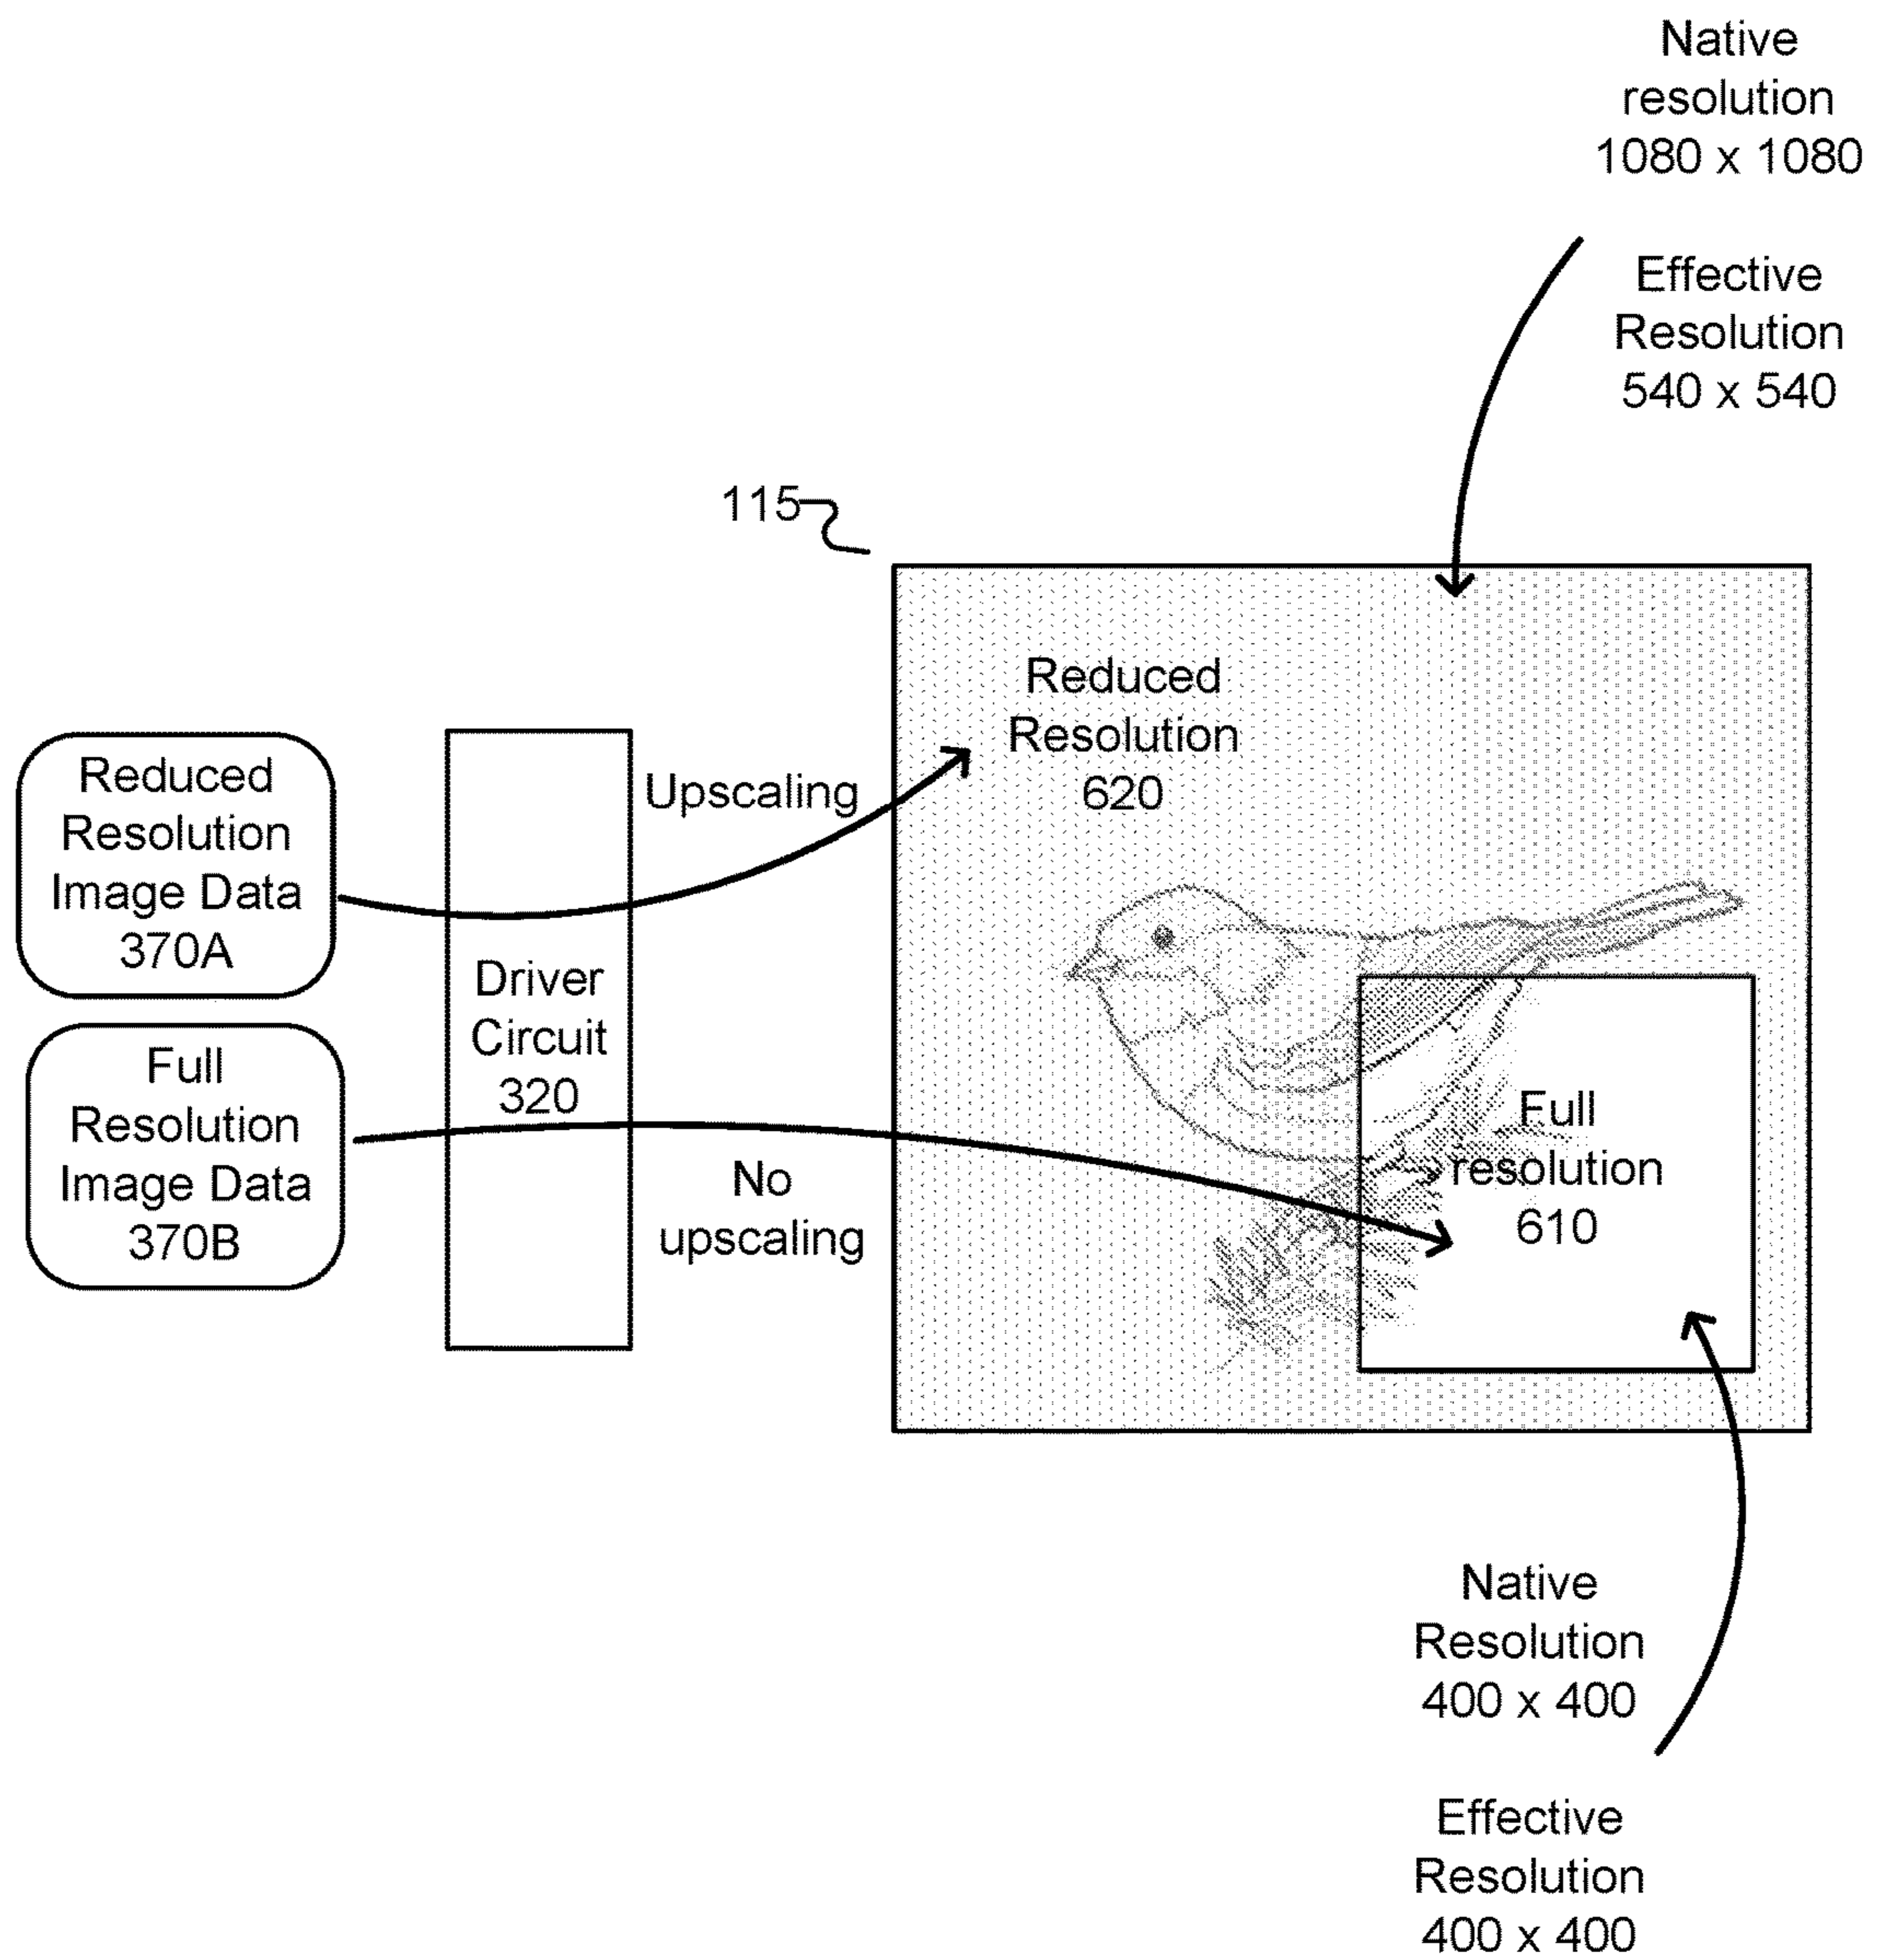 Native
resolution
1080 x 1080
Effective
Resolution
540 x 540
115
Reduced
Resolution
620
Upscaling
Reduced
Resolution
Image Data
370A
Driver
Circuit
320
Full
Resolution
Image Data
370B
No
upscaling
Full
resolution
610
Native
Resolution
400 x 400
Effective
Resolution
400 x 400